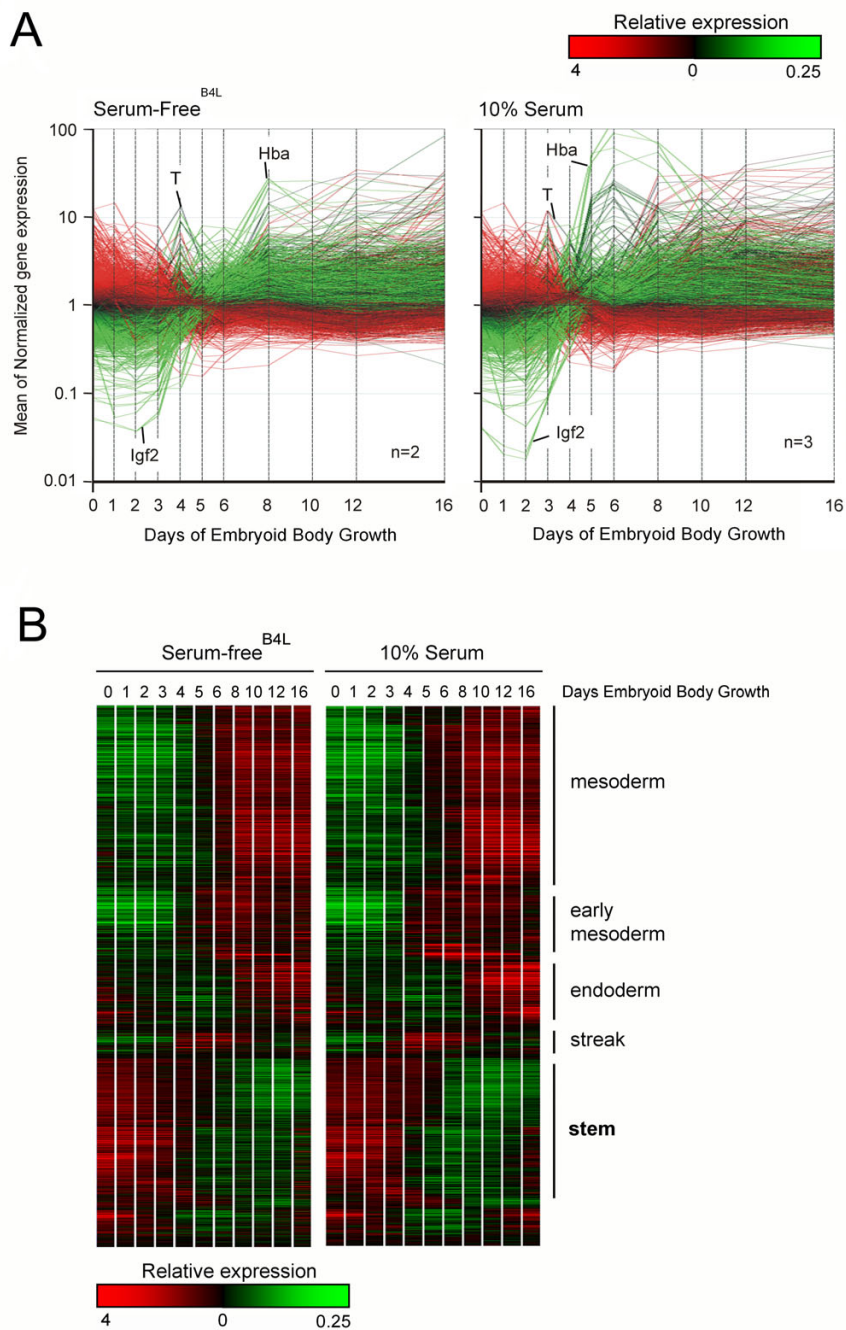 A
Relative expression
4 0 0.25
Serum-Free B4L
10% Serum
Mean of Normalized gene expression
100
10
1
0.1
0.01
T
Hba
Igf2
n=2
0 1 2 3 4 5 6 8 10 12 16
Days of Embryoid Body Growth
Hba
T
Igf2
n=3
0 1 2 3 4 5 6 8 10 12 16
Days of Embryoid Body Growth
B
Serum-free B4L
10% Serum
0 1 2 3 4 5 6 8 10 12 16
0 1 2 3 4 5 6 8 10 12 16
Days Embryoid Body Growth
mesoderm
early
mesoderm
endoderm
streak
stem
Relative expression
4 0 0.25